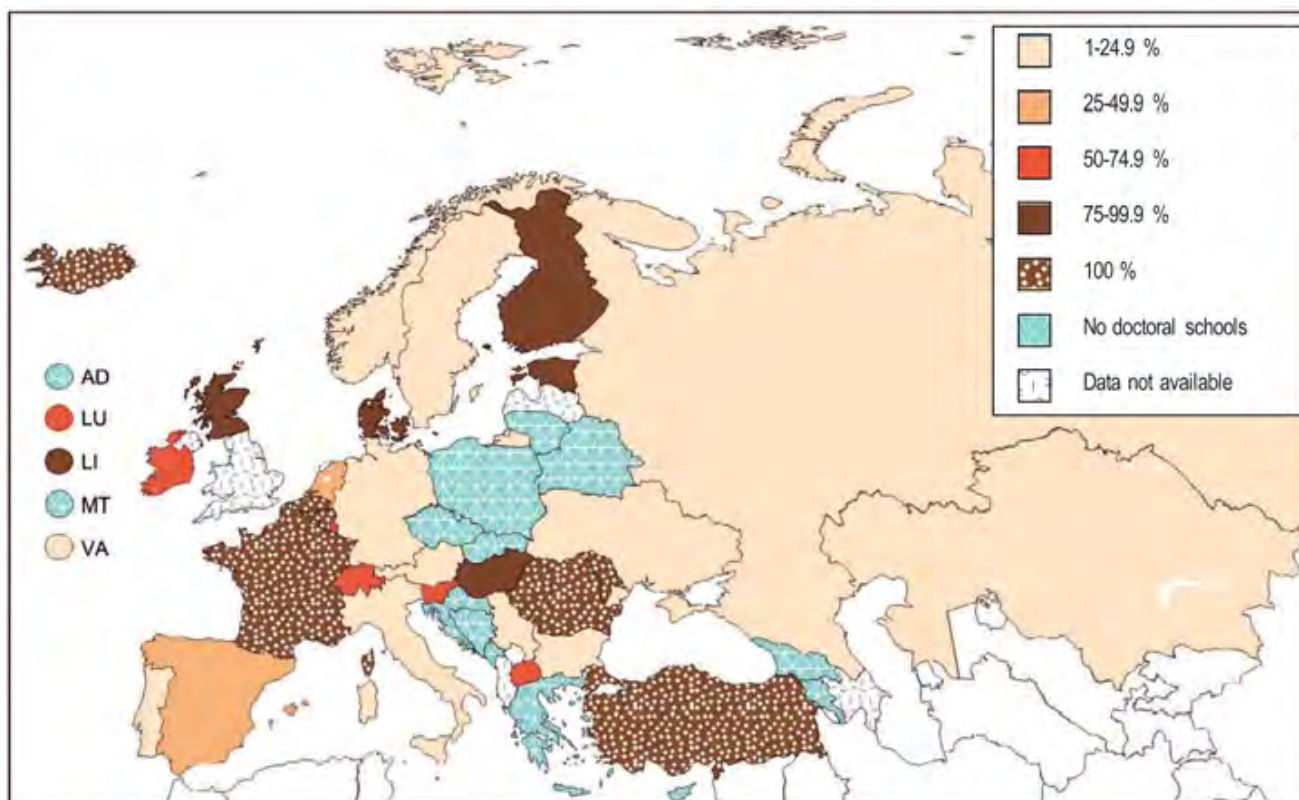 1-24.9 %
25-49.9 %
50-74.9 %
75-99.9 %
100 %
No doctoral schools
Data not available
AD
LU
LI
MT
VA